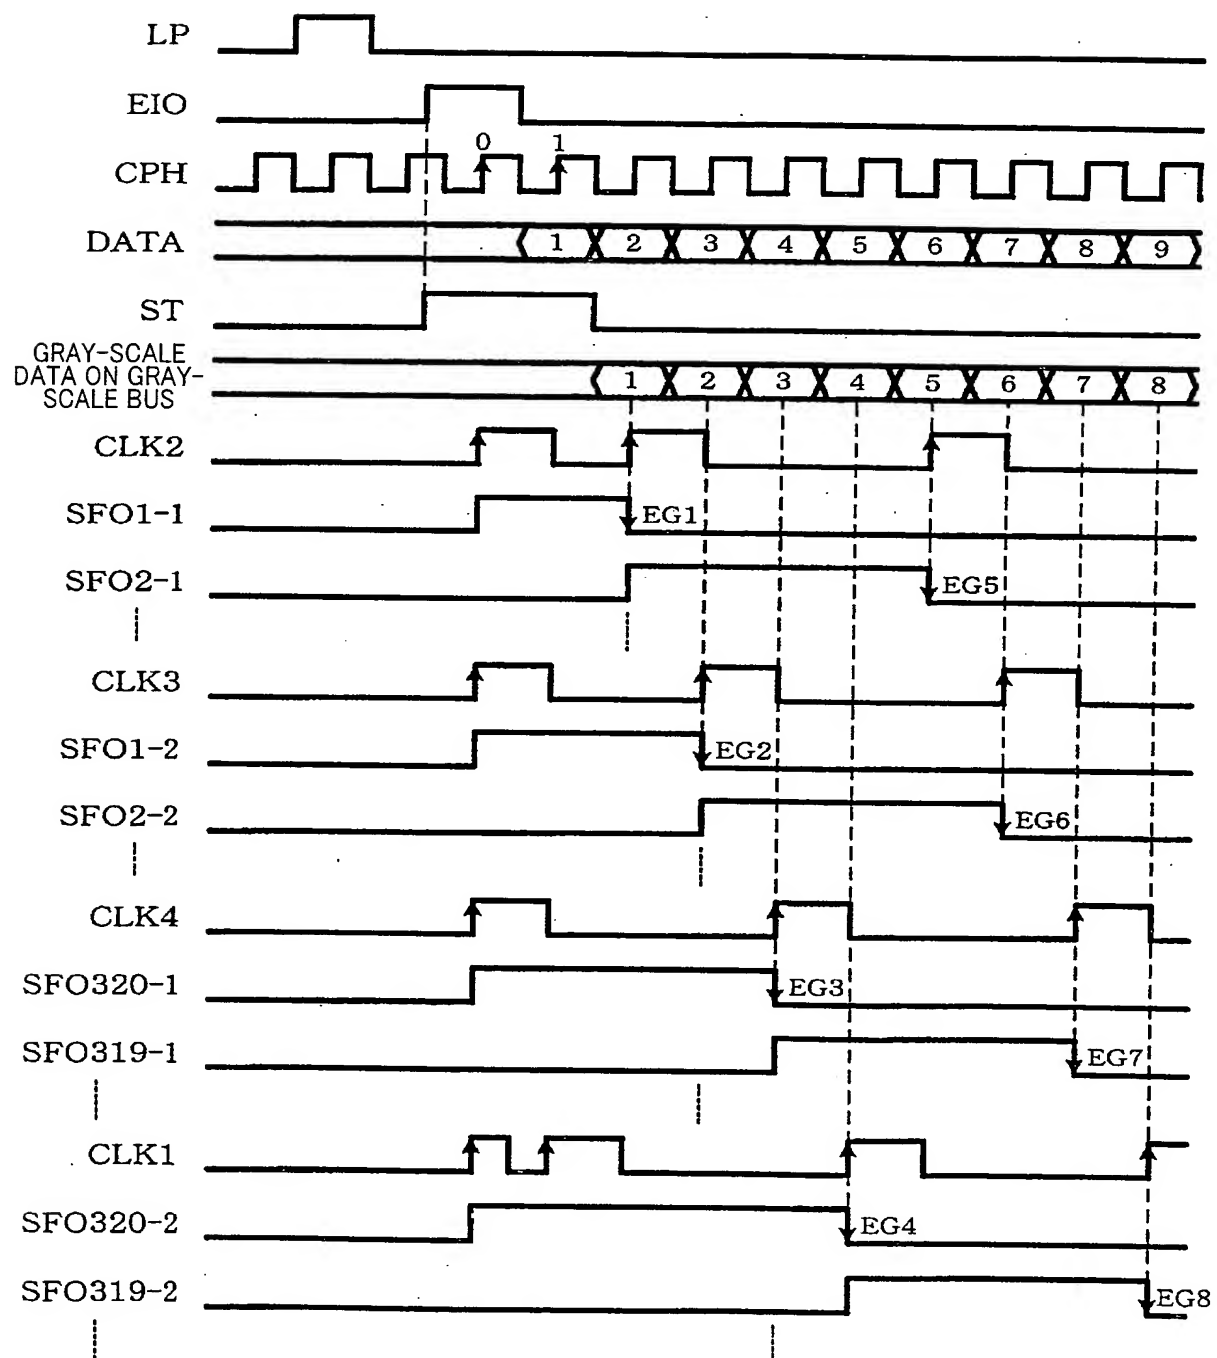 LP
EIO
0 1
CPH
DATA 1 2 3 4 5 6 7 8 9
ST
GRAY-SCALE
DATA ON GRAY-
SCALE BUS
1 2 3 4 5 6 7 8
CLK2
SFO1-1 EG1
SFO2-1 EG5
CLK3
SFO1-2 EG2
SFO2-2 EG6
CLK4
SFO320-1 EG3
SFO319-1 EG7
CLK1
SFO320-2 EG4
SFO319-2 EG8